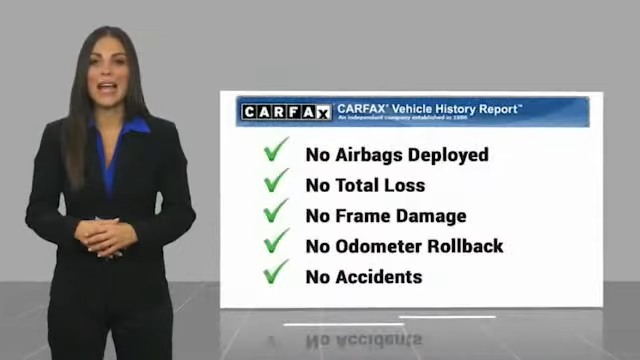 CARFAX CARFAX® Vehicle History Report™
An independent company established in 1986
No Airbags Deployed
No Total Loss
No Frame Damage
No Odometer Rollback
No Accidents